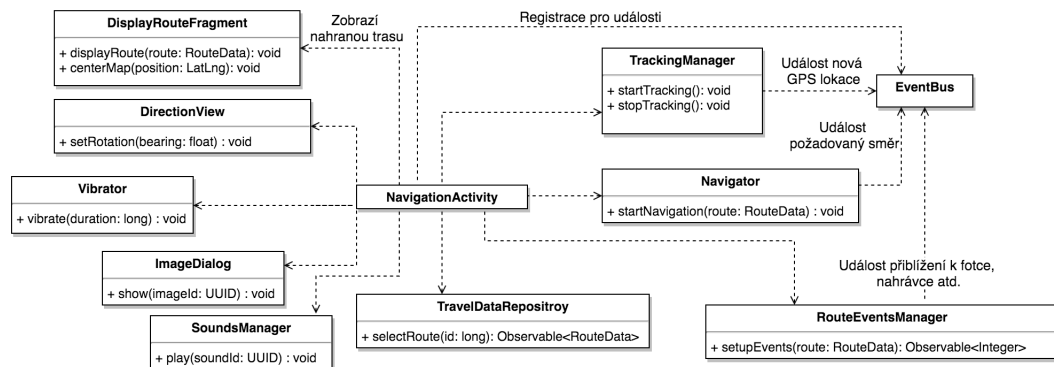 DisplayRouteFragment
+ displayRoute(route: RouteData): void
+ centerMap(position: LatLng): void
Zobrazí
nahranou trasu
Registrace pro události
TrackingManager
+ startTracking(): void
+ stopTracking(): void
Událost nová
GPS lokace
EventBus
DirectionView
+ setRotation(bearing: float) : void
Událost
požadovaný směr
Vibrator
+ vibrate(duration: long) : void
NavigationActivity
Navigator
+ startNavigation(route: RouteData) : void
ImageDialog
+ show(imageId: UUID) : void
Událost přiblížení k fotce,
nahrávce atd.
SoundsManager
+ play(soundId: UUID) : void
TravelDataRepositroy
+ selectRoute(id: long): Observable<RouteData>
RouteEventsManager
+ setupEvents(route: RouteData): Observable<Integer>